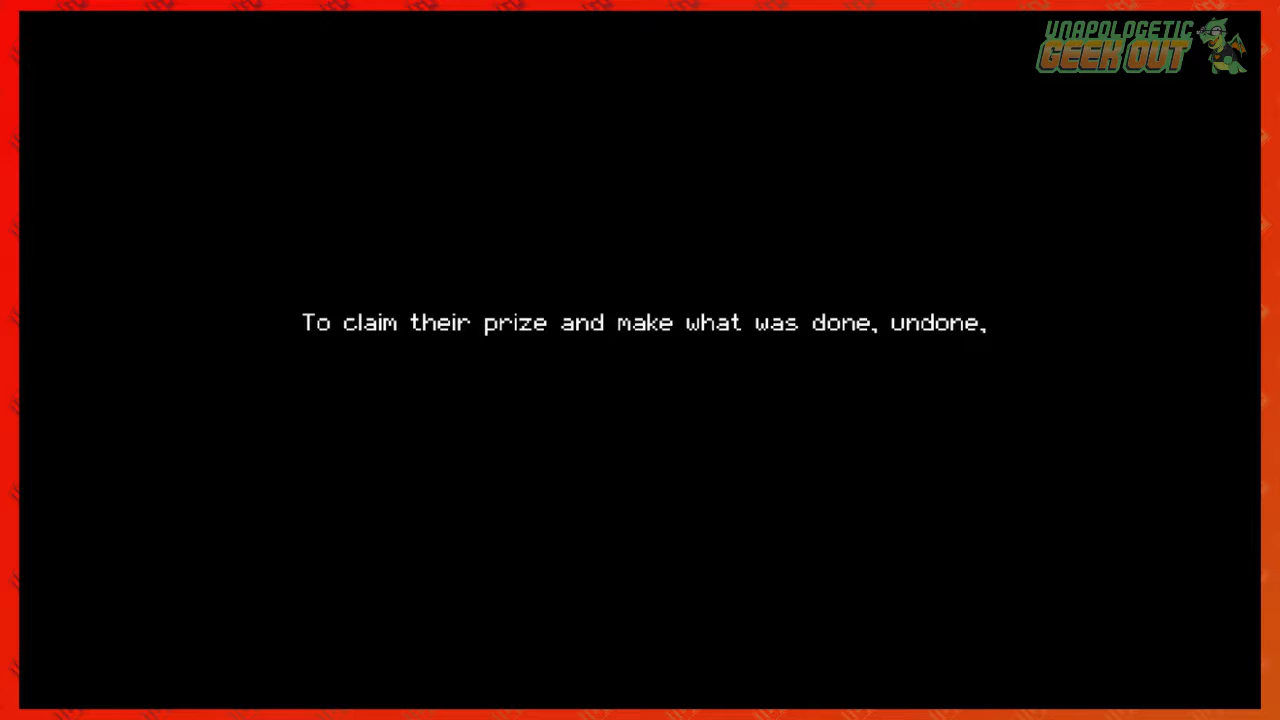 UNAPOLOGETIC
GEEK OUT
To claim their prize and make what was done, undone,